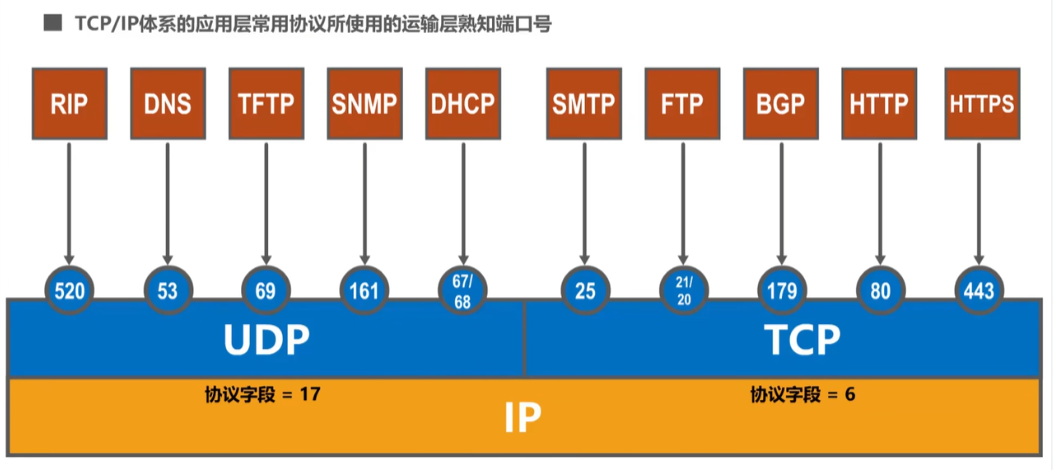 TCP/IP体系的应用层常用协议所使用的运输层熟知端口号
RIP DNS TFTP SNMP DHCP SMTP FTP BGP HTTP HTTPS
520 53 69 161 67/68 25 21/20 179 80 443
UDP TCP
协议字段 = 17 协议字段 = 6
IP